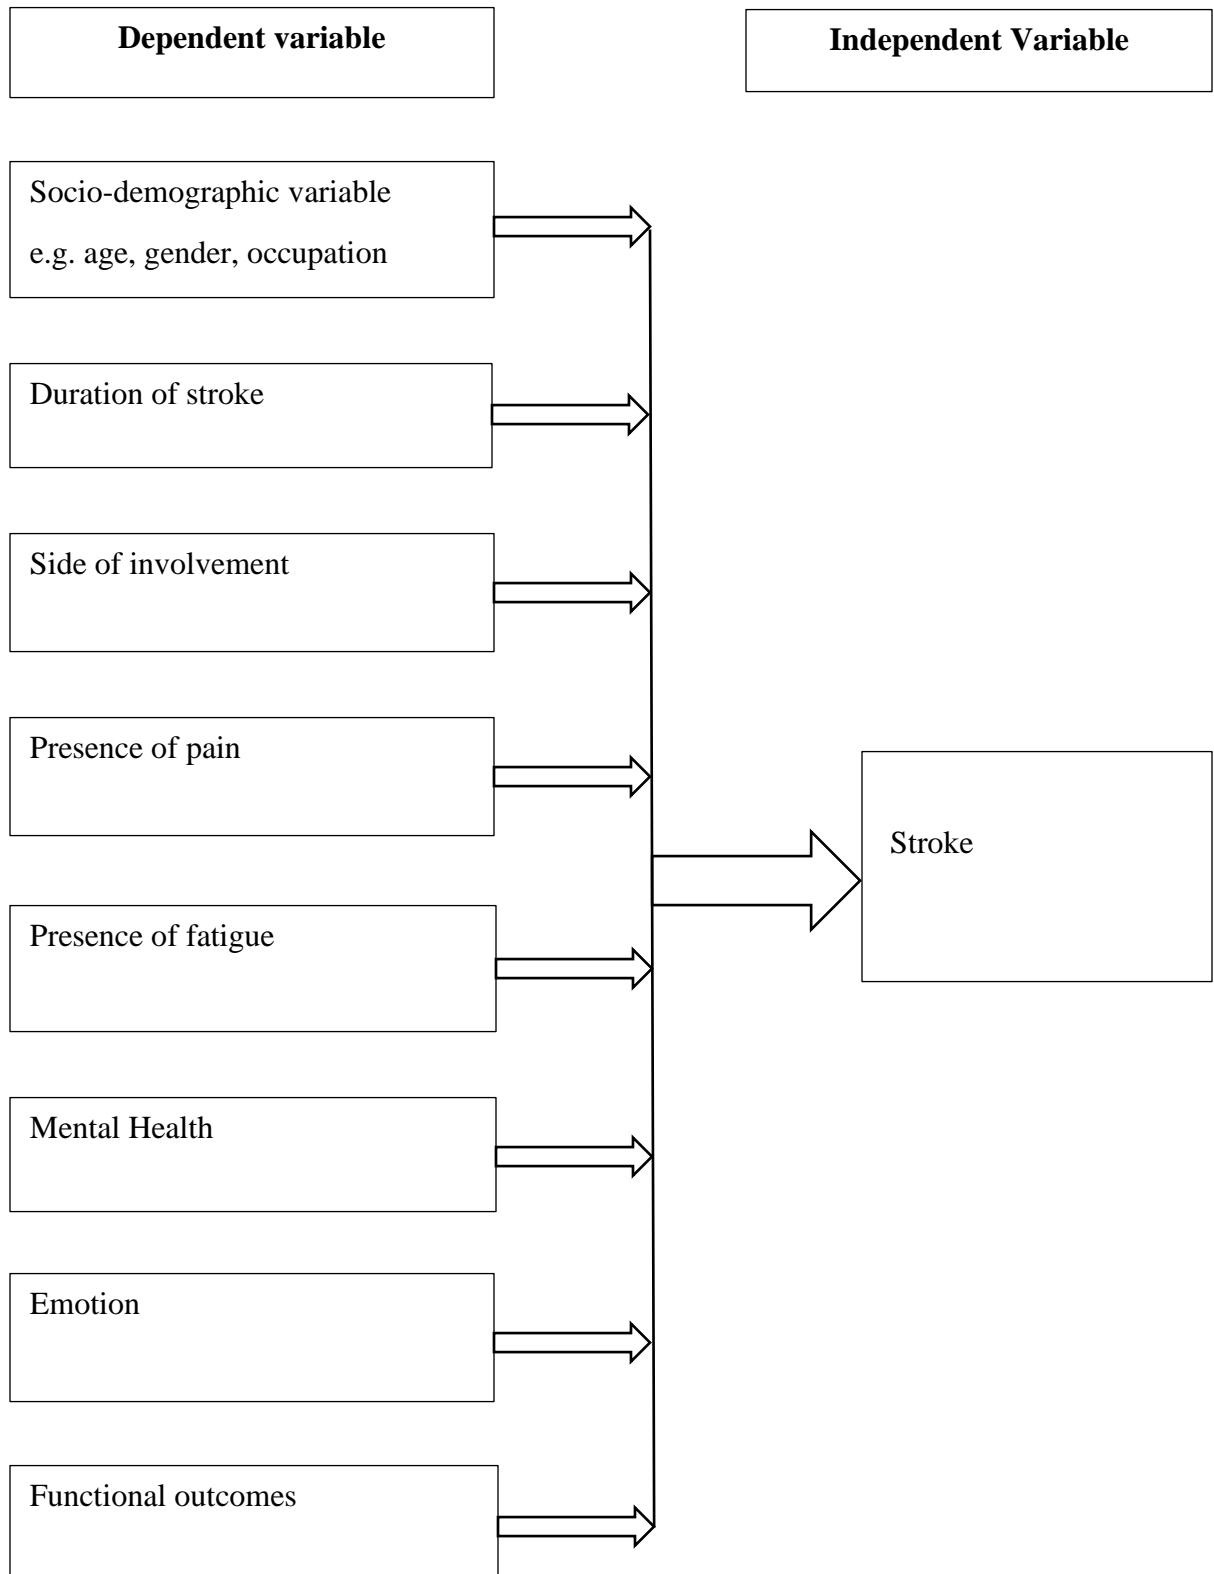 Dependent variable
Independent Variable
Socio-demographic variable
e.g. age, gender, occupation
Duration of stroke
Side of involvement
Presence of pain
Stroke
Presence of fatigue
Mental Health
Emotion
Functional outcomes